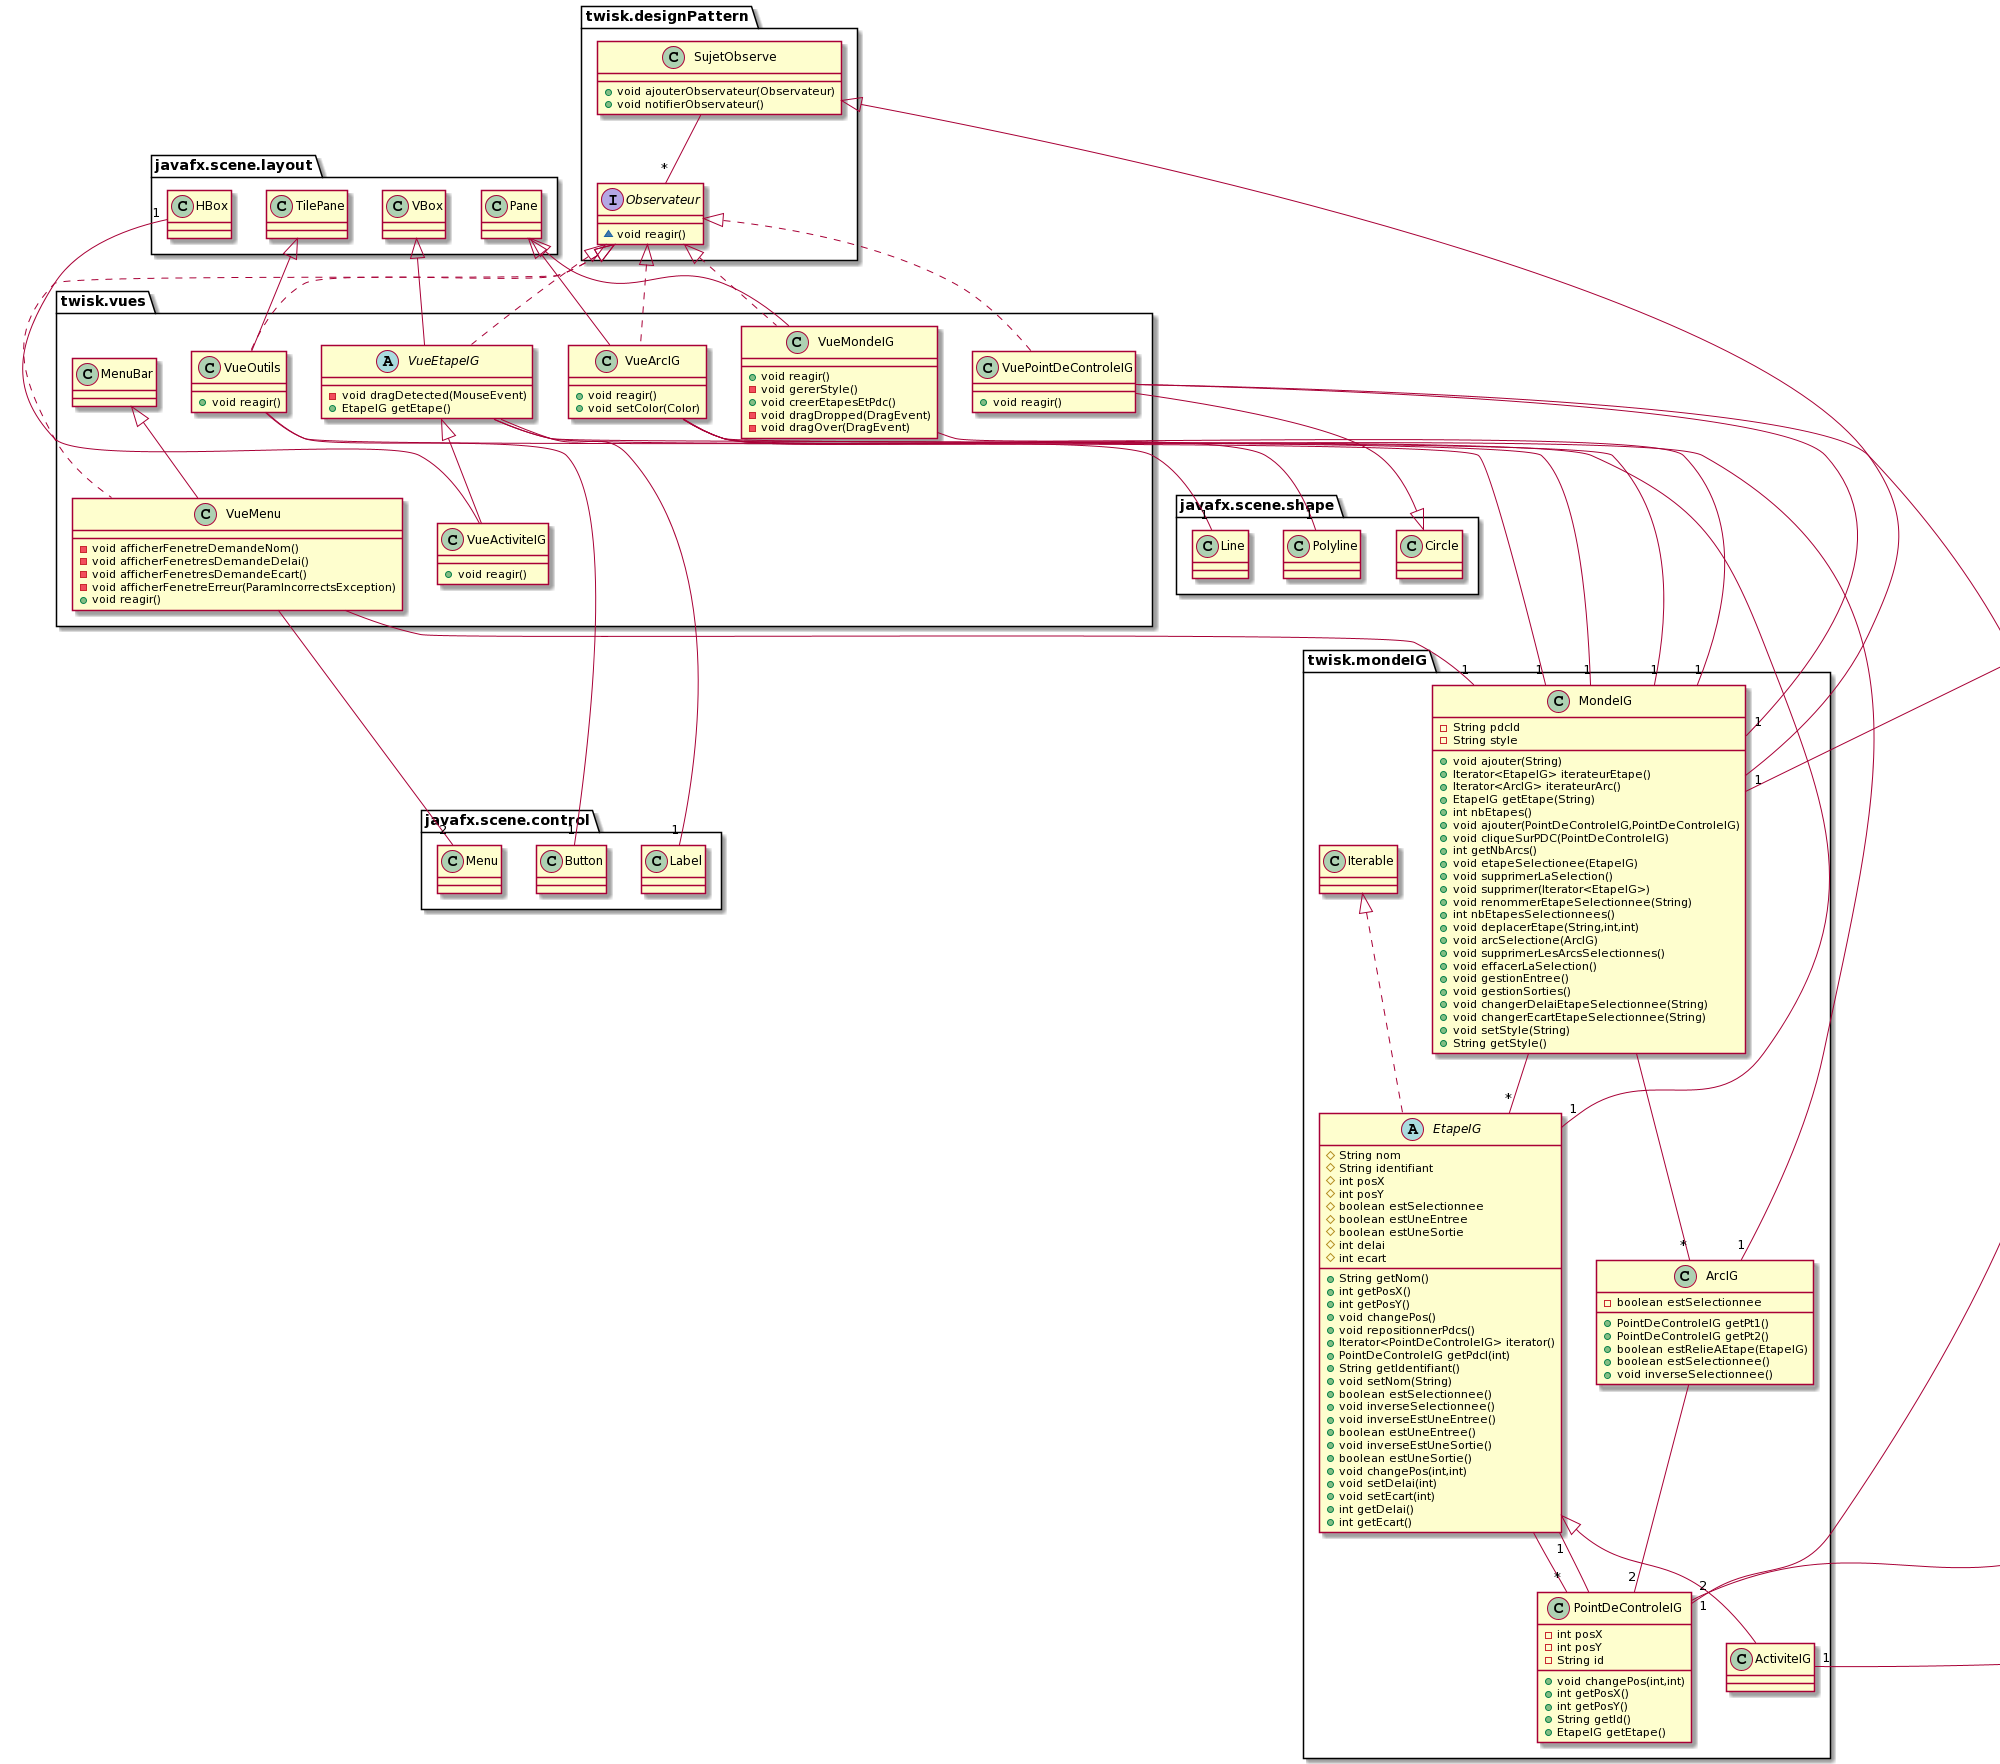 twisk.designPattern
C SujetObserve
void ajouterObservateur(Observateur)
void notifierObservateur()
*
I Observateur
void reagir()
javafx.scene.layout
1
C HBox
C TilePane
C VBox
C Pane
twisk.vues
C MenuBar
C VueOutils
void reagir()
A VueEtapeIG
void dragDetected(MouseEvent)
EtapeIG getEtape()
C VueArcIG
void reagir()
void setColor(Color)
C VueMondeIG
void reagir()
void gererStyle()
void creerEtapesEtPdc()
void dragDropped(DragEvent)
void dragOver(DragEvent)
C VuePointDeControleIG
void reagir()
C VueMenu
void afficherFenetreDemandeNom()
void afficherFenetresDemandeDelai()
void afficherFenetresDemandeEcart()
void afficherFenetreErreur(ParamIncorrectsException)
void reagir()
C VueActiviteIG
void reagir()
javafx.scene.shape
1
1
C Line
C Polyline
C Circle
javafx.scene.control
2
1
1
C Menu
C Button
C Label
twisk.mondeIG
1
1
1
1
1
1
1
C MondeIG
String pdcId
String style
void ajouter(String)
Iterator<EtapeIG> iterateurEtape()
Iterator<ArcIG> iterateurArc()
EtapeIG getEtape(String)
int nbEtapes()
void ajouter(PointDeControleIG,PointDeControleIG)
void cliqueSurPDC(PointDeControleIG)
int getNbArcs()
void etapeSelectionee(EtapeIG)
void supprimerLaSelection()
void supprimer(Iterator<EtapeIG>)
void renommerEtapeSelectionnee(String)
int nbEtapesSelectionnees()
void deplacerEtape(String,int,int)
void arcSelectione(ArcIG)
void supprimerLesArcsSelectionnes()
void effacerLaSelection()
void gestionEntree()
void gestionSorties()
void changerDelaiEtapeSelectionnee(String)
void changerEcartEtapeSelectionnee(String)
void setStyle(String)
String getStyle()
C Iterable
*
1
A EtapeIG
String nom
String identifiant
int posX
int posY
boolean estSelectionnee
boolean estUneEntree
boolean estUneSortie
int delai
int ecart
String getNom()
int getPosX()
int getPosY()
void changePos()
void repositionnerPdcs()
Iterator<PointDeControleIG> iterator()
PointDeControleIG getPdcI(int)
String getIdentifiant()
void setNom(String)
boolean estSelectionnee()
void inverseSelectionnee()
void inverseEstUneEntree()
boolean estUneEntree()
void inverseEstUneSortie()
boolean estUneSortie()
void changePos(int,int)
void setDelai(int)
void setEcart(int)
int getDelai()
int getEcart()
*
1
C ArcIG
boolean estSelectionnee
PointDeControleIG getPt1()
PointDeControleIG getPt2()
boolean estRelieAEtape(EtapeIG)
boolean estSelectionnee()
void inverseSelectionnee()
1
*
2
2
1
C PointDeControleIG
int posX
int posY
String id
void changePos(int,int)
int getPosX()
int getPosY()
String getId()
EtapeIG getEtape()
C ActiviteIG
1